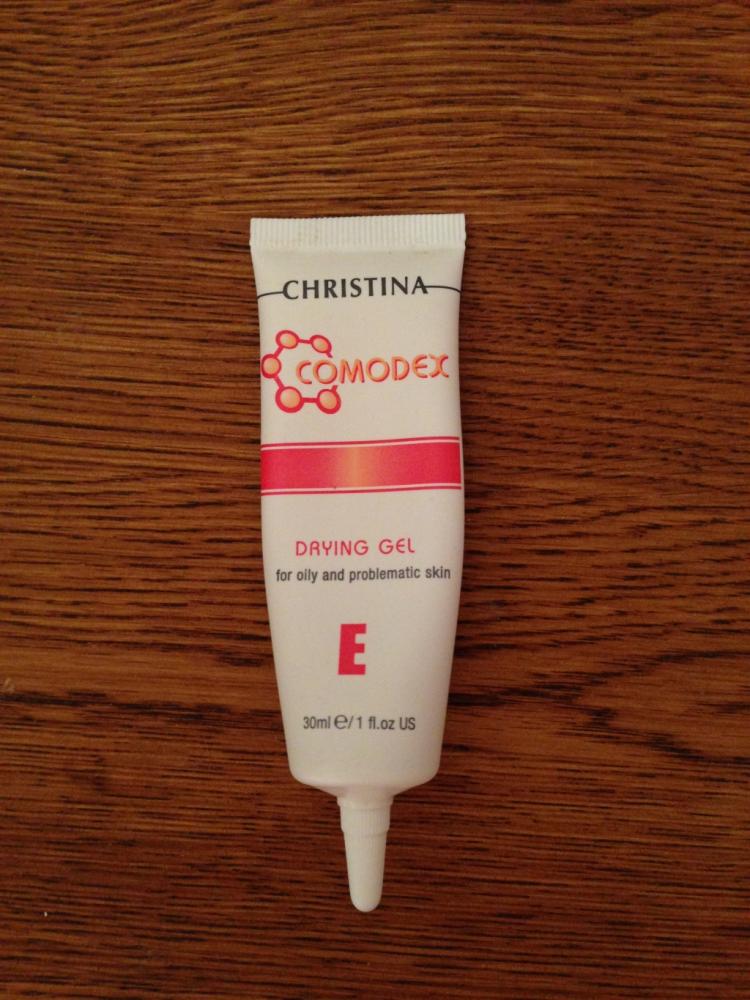 CHRISTINA
COMODEX
DRYING GEL
for oily and problematic skin
E
30ml ℮/1 fl.oz US